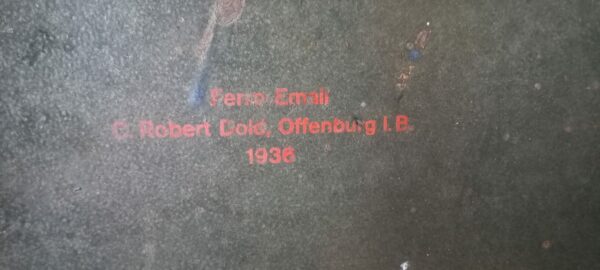 Ferro Email
C. Robert Dold, Offenburg I.B.
1936